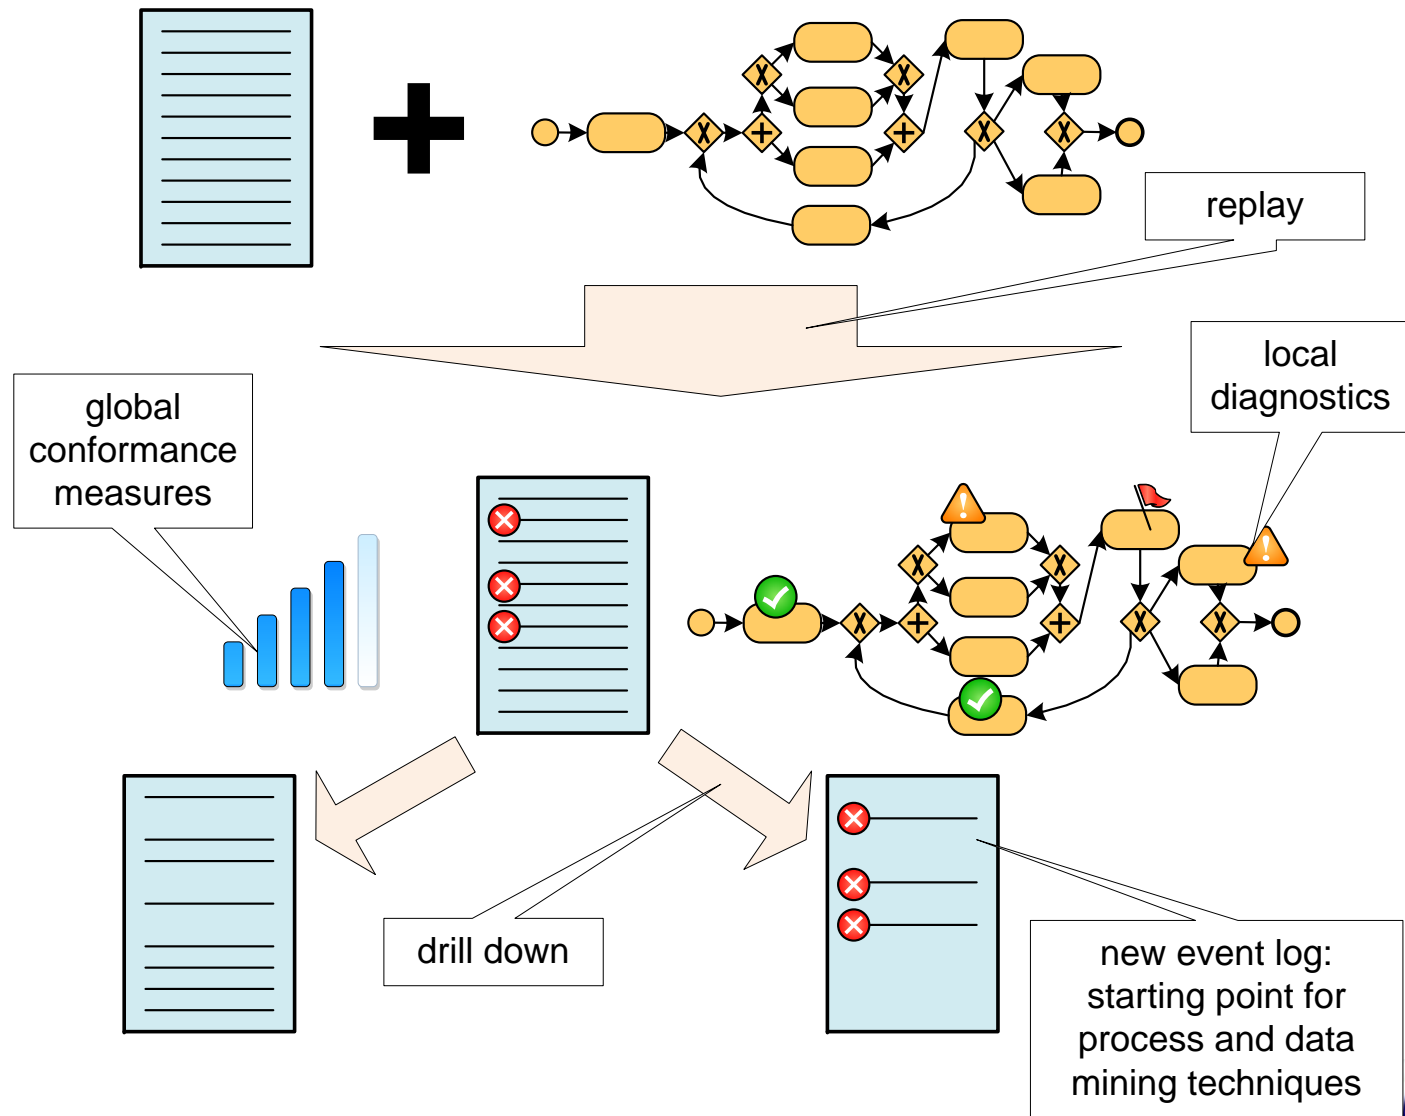 replay
local
diagnostics
global
conformance
measures
drill down
new event log:
starting point for
process and data
mining techniques